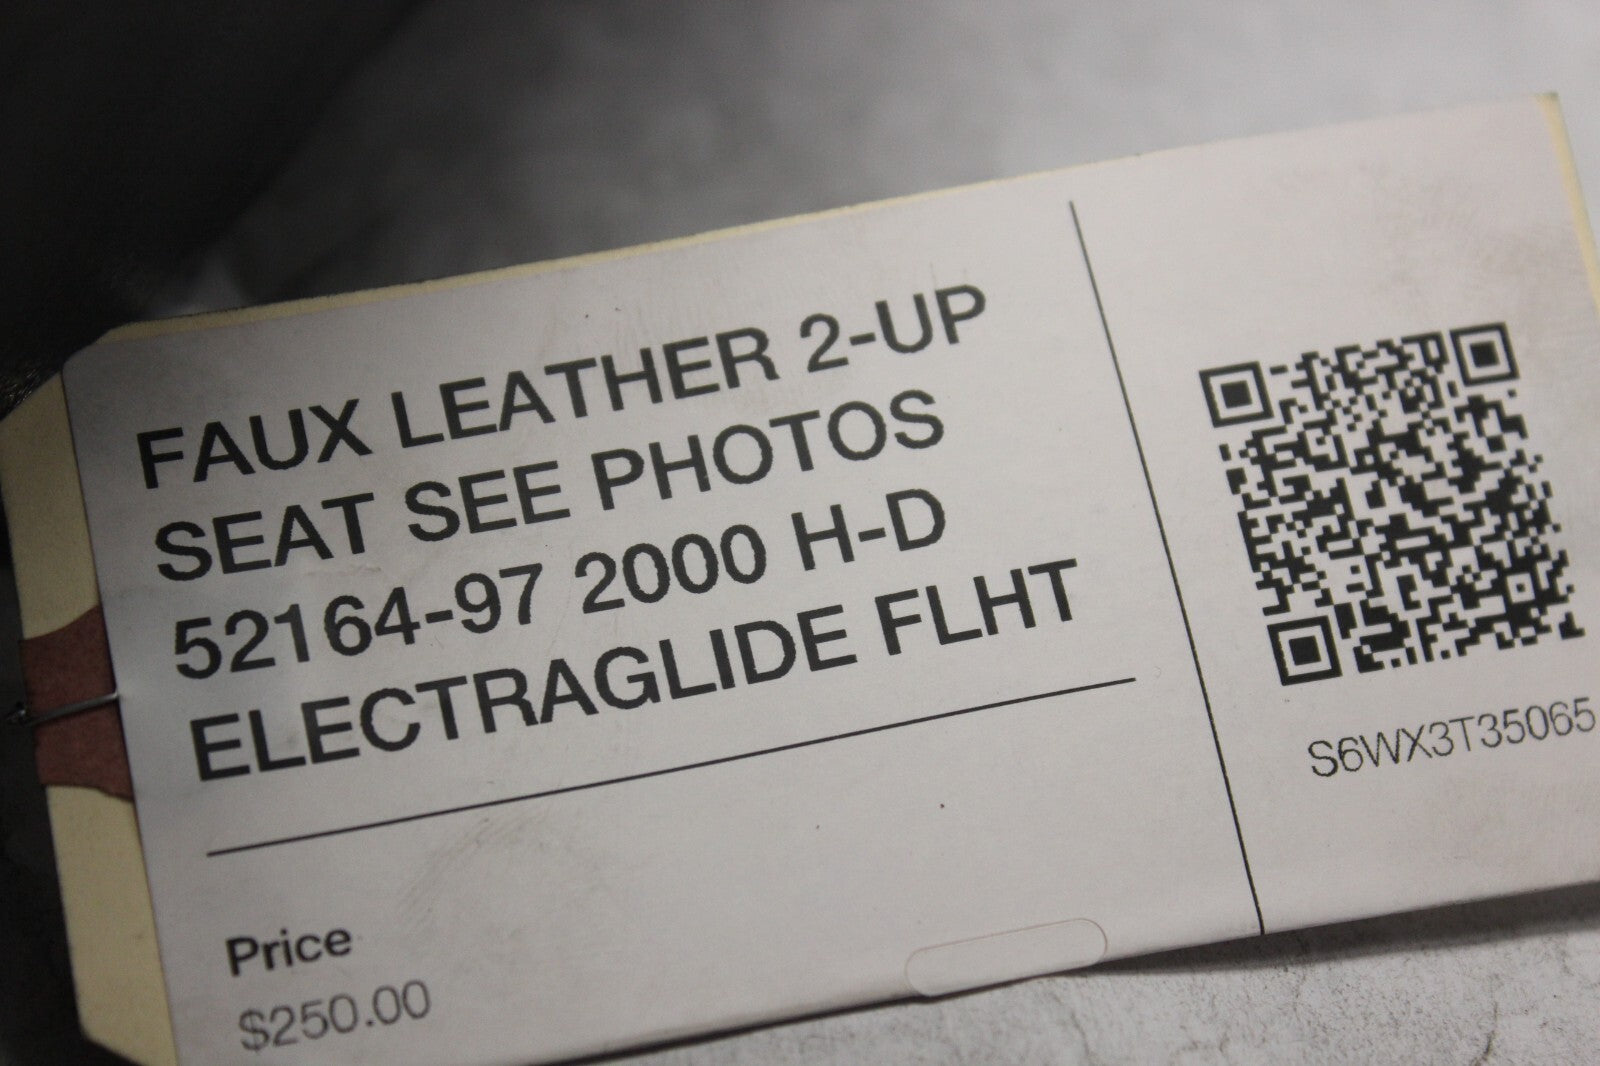 FAUX LEATHER 2-UP
SEAT SEE PHOTOS
52164-97 2000 H-D
ELECTRAGLIDE FLHT
Price
$250.00
S6WX3T35065